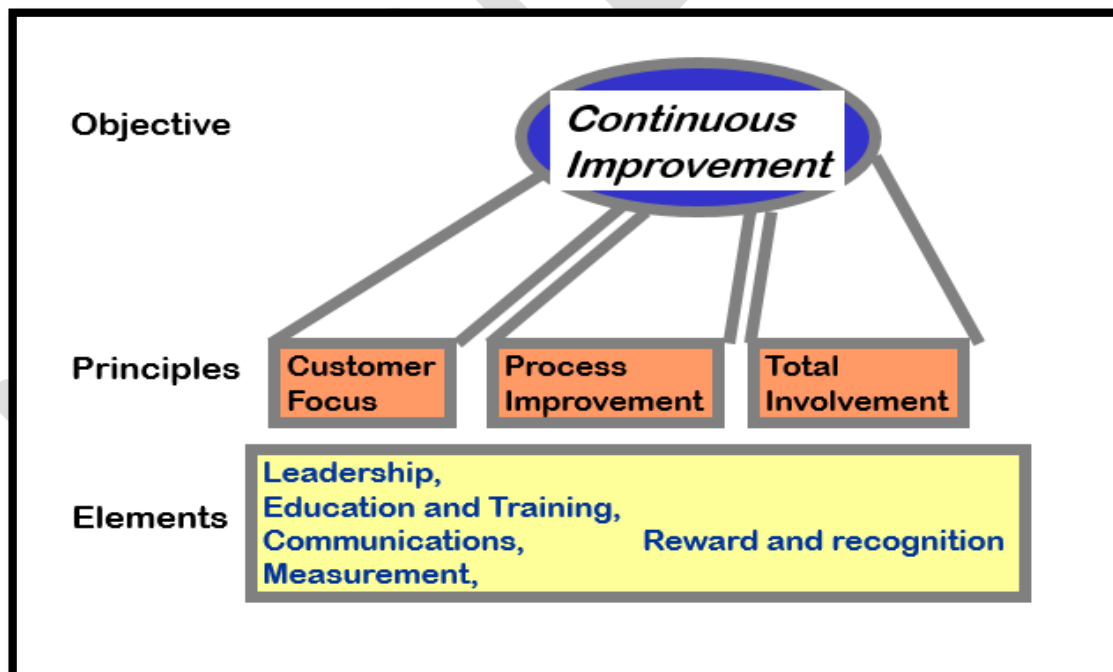 Objective
Continuous
Improvement
Principles
Customer
Focus
Process
Improvement
Total
Involvement
Elements
Leadership,
Education and Training,
Communications, Reward and recognition
Measurement,